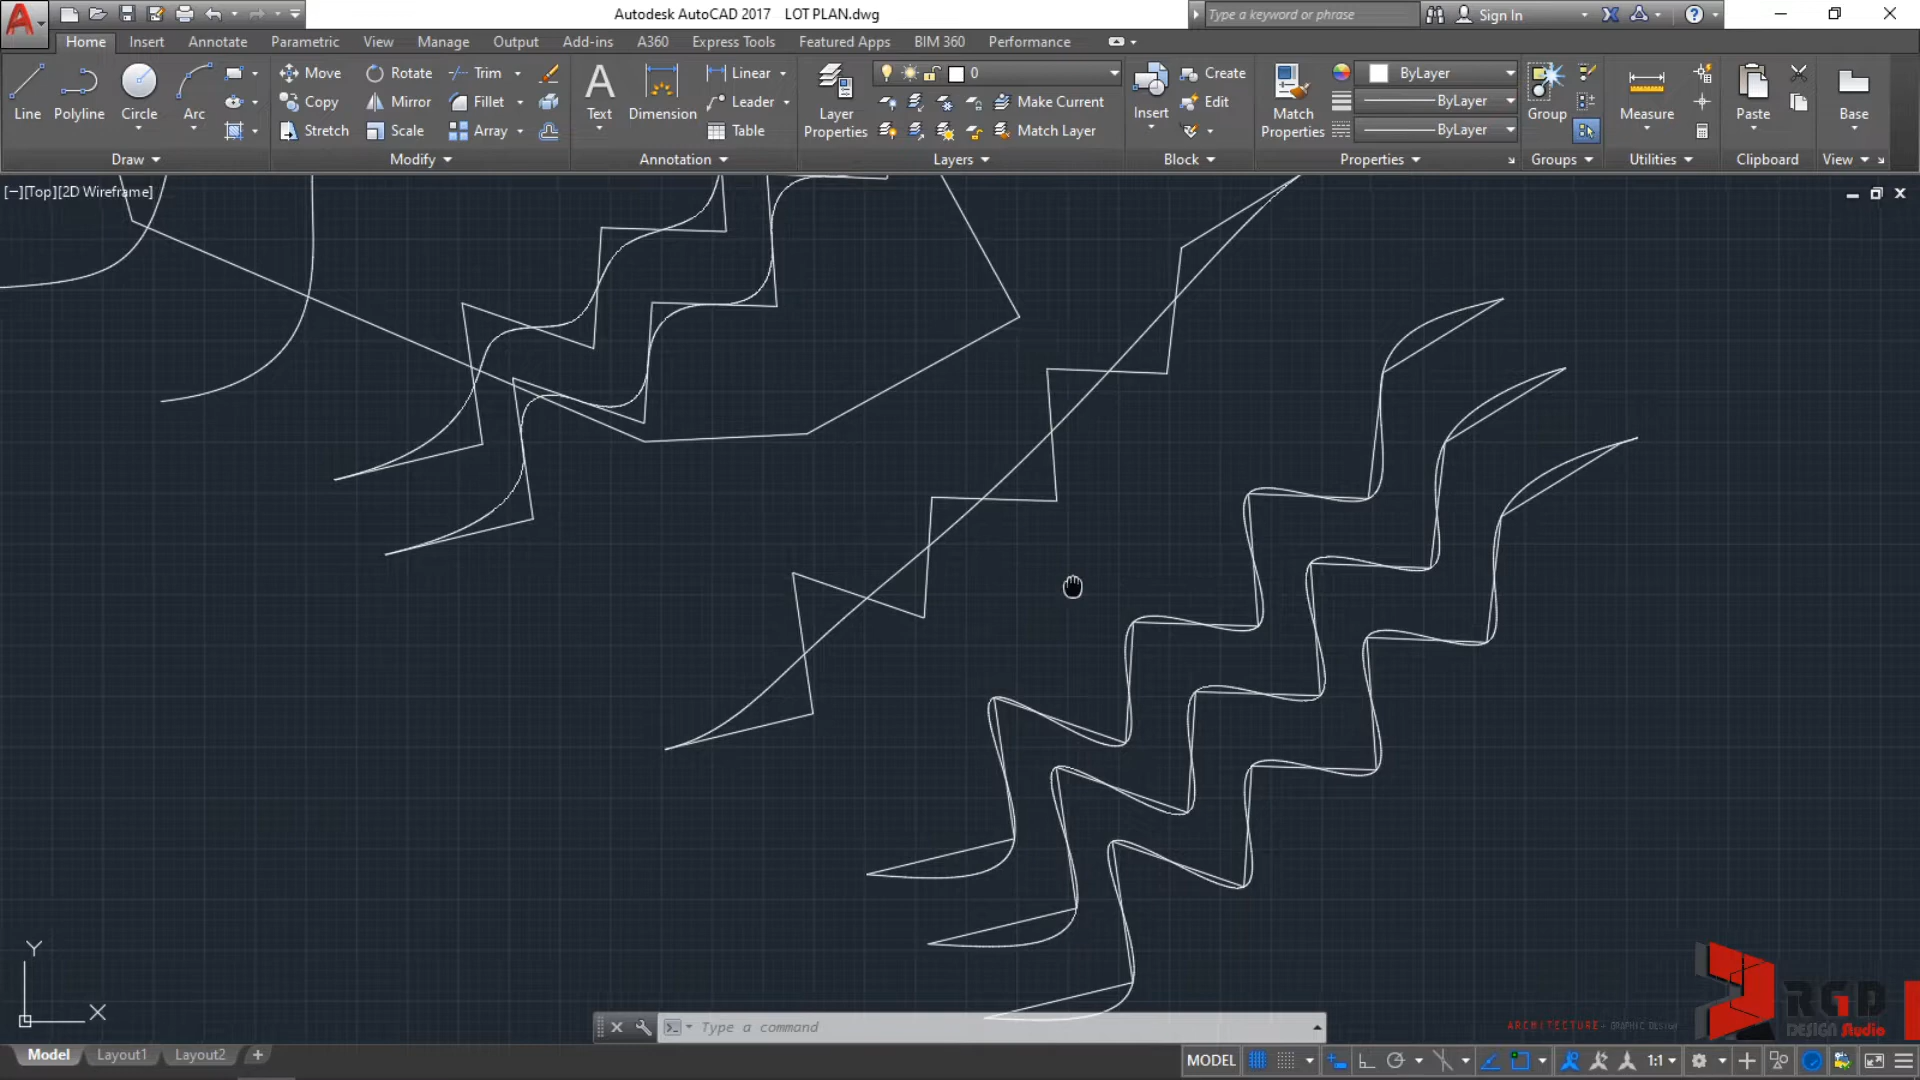 Autodesk AutoCAD 2017 LOT PLAN.dwg
Type a keyword or phrase
Sign In
Home Insert Annotate Parametric View Manage Output Add-ins A360 Express Tools Featured Apps BIM 360 Performance
Line Polyline Circle Arc
Draw
Move Rotate Trim
Copy Mirror Fillet
Stretch Scale Array
Modify
Text Dimension
Linear
Leader
Table
Annotation
Layer Properties
0
Make Current
Match Layer
Layers
Insert
Create
Edit
Block
Match Properties
ByLayer
ByLayer
ByLayer
Properties
Group
Groups
Measure
Utilities
Paste
Clipboard
Base
View
[−][Top][2D Wireframe]
Y
X
Type a command
Model Layout1 Layout2 +
MODEL
1:1
RGD
DESIGN Studio
ARCHITECTURE + GRAPHIC DESIGN